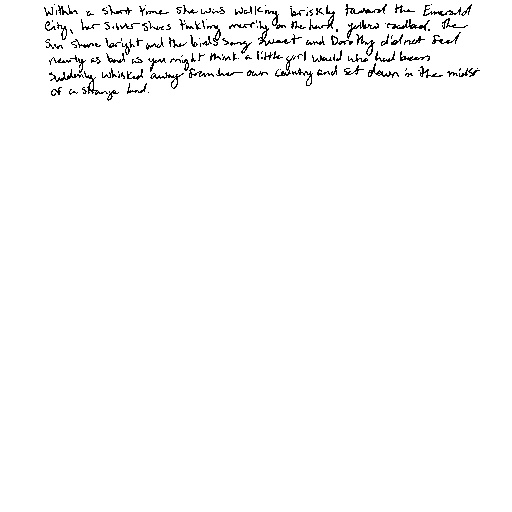 Within a short time she was walking briskly toward the Emerald
City, her Silver Shoes tinkling merrily on the hard, yellow roadbed. The
sun shone bright and the birds sang sweet and Dorothy did not feel
nearly as bad as you might think a little girl would who had been
suddenly whisked away from her own country and set down in the midst
of a strange land.